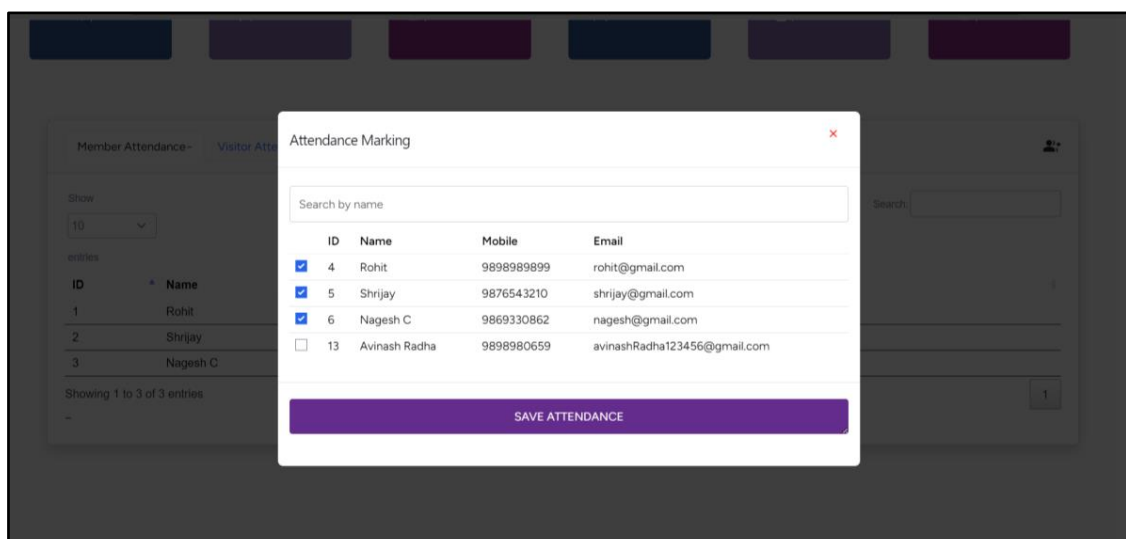 Attendance Marking
×
Member Attendance-
Visitor Atte
Show
10
entries
Search:
Search by name
ID Name Mobile Email
4 Rohit 9898989899 rohit@gmail.com
5 Shrijay 9876543210 shrijay@gmail.com
6 Nagesh C 9869330862 nagesh@gmail.com
13 Avinash Radha 9898980659 avinashRadha123456@gmail.com
SAVE ATTENDANCE
ID Name
1 Rohit
2 Shrijay
3 Nagesh C
Showing 1 to 3 of 3 entries
1